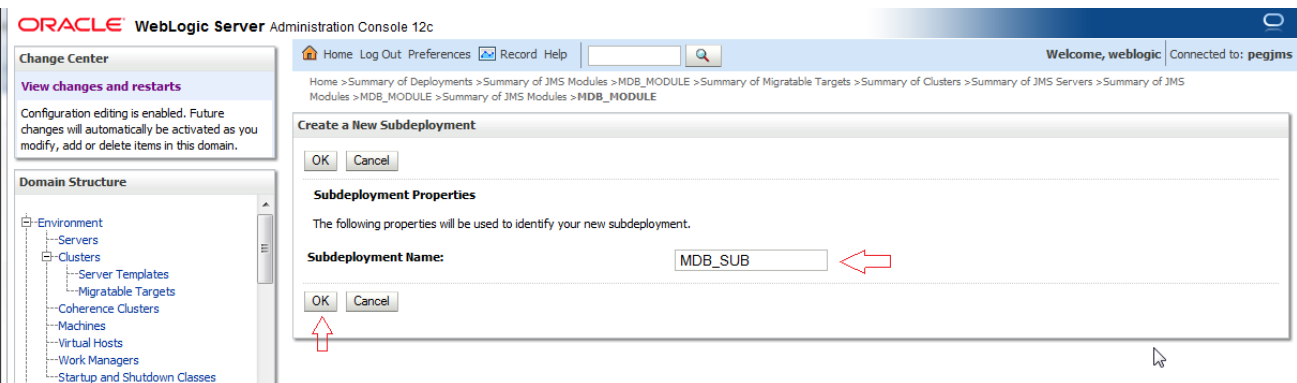 ORACLE WebLogic Server Administration Console 12c
Change Center
View changes and restarts
Configuration editing is enabled. Future
changes will automatically be activated as you
modify, add or delete items in this domain.
Domain Structure
Environment
Servers
Clusters
Server Templates
Migratable Targets
Coherence Clusters
Machines
Virtual Hosts
Work Managers
Startup and Shutdown Classes
Home Log Out Preferences Record Help
Welcome, weblogic Connected to: pegjms
Home >Summary of Deployments >Summary of JMS Modules >MDB_MODULE >Summary of Migratable Targets >Summary of Clusters >Summary of JMS Servers >Summary of JMS
Modules >MDB_MODULE >Summary of JMS Modules >MDB_MODULE
Create a New Subdeployment
OK Cancel
Subdeployment Properties
The following properties will be used to identify your new subdeployment.
Subdeployment Name: MDB_SUB
OK Cancel